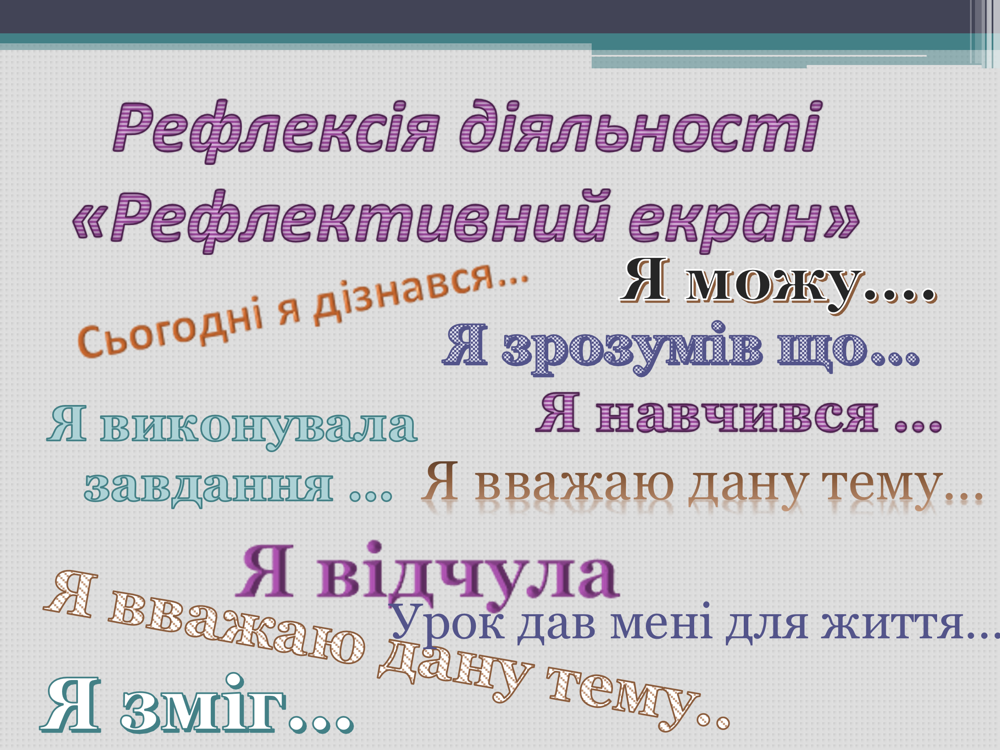 Рефлексія діяльності
«Рефлективний екран»
Сьогодні я дізнався...
Я можу....
Я зрозумів що...
Я навчився ...
Я виконувала
завдання ...
Я вважаю дану тему...
Я відчула
Урок дав мені для життя...
Я вважаю дану тему..
Я зміг...